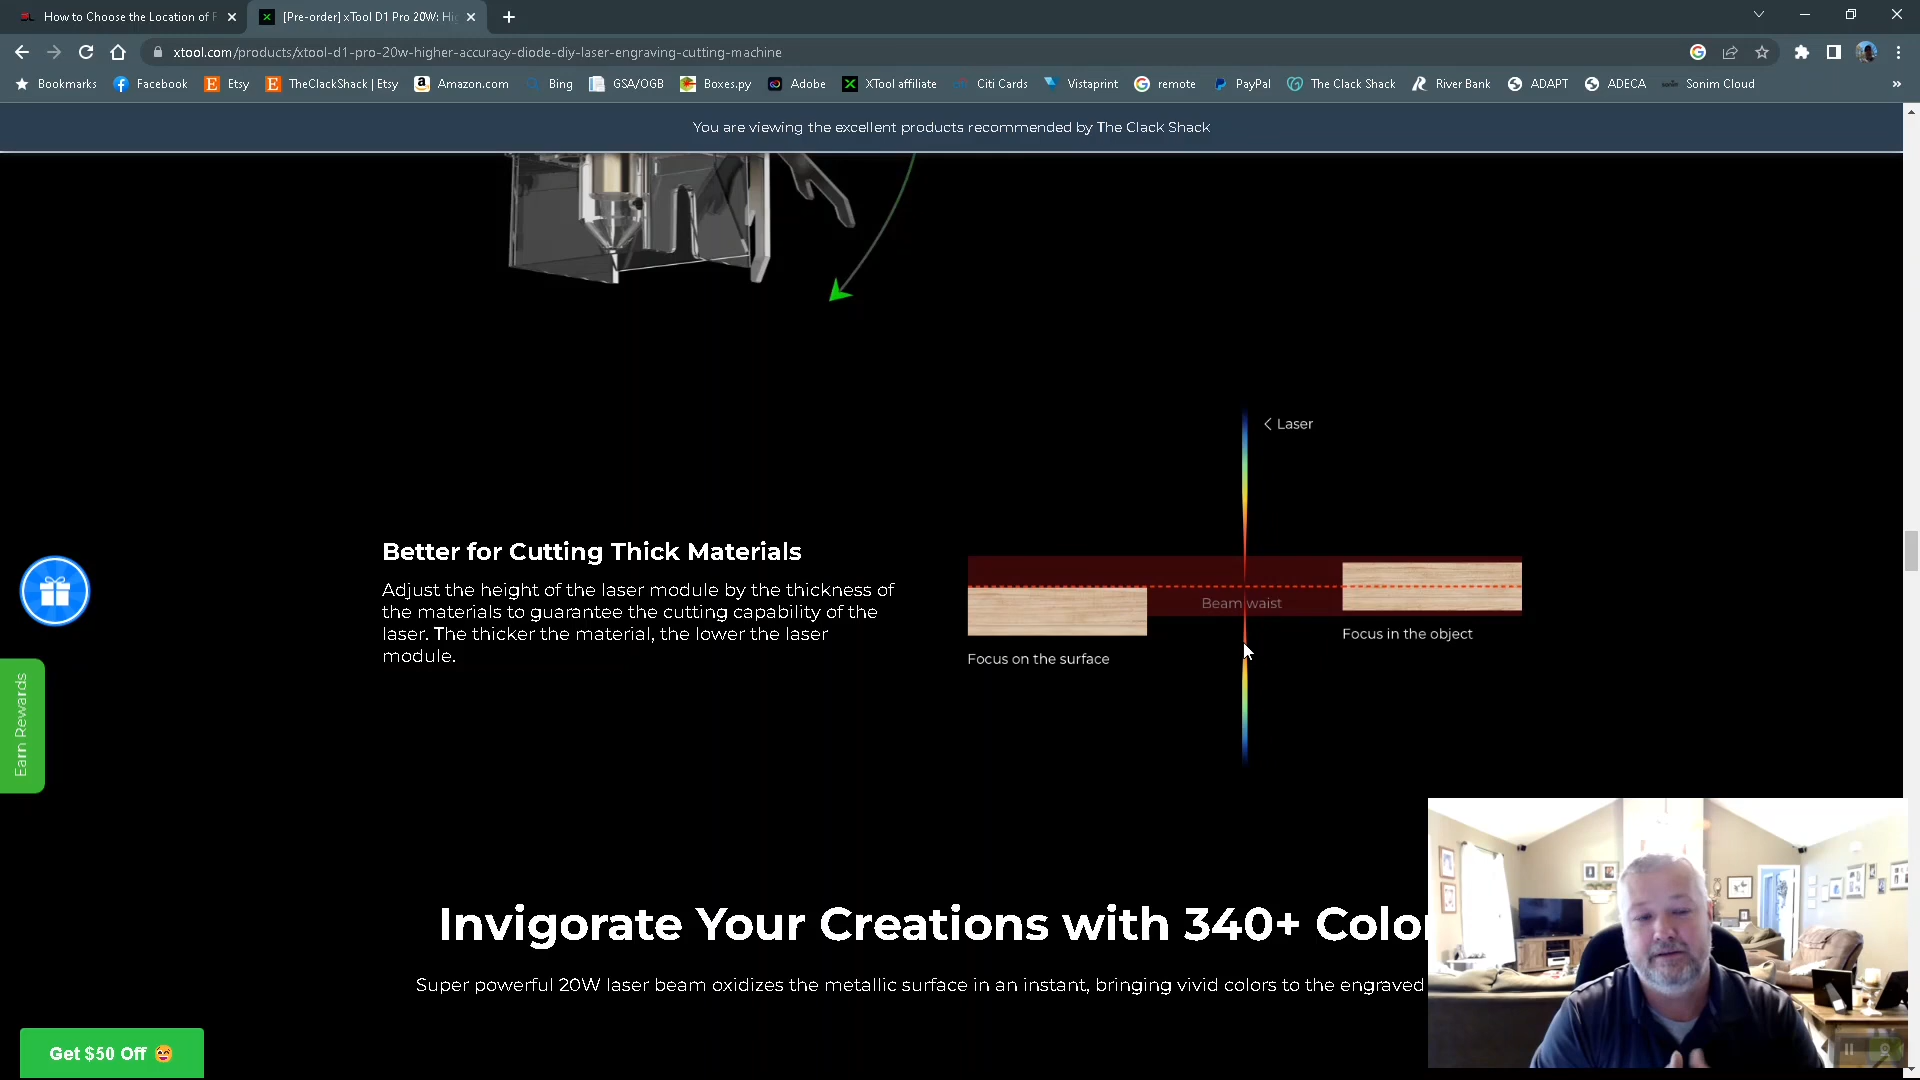 How to Choose the Location of F
[Pre-order] xTool D1 Pro 20W: Hi
xtool.com/products/xtool-d1-pro-20w-higher-accuracy-diode-diy-laser-engraving-cutting-machine
Bookmarks Facebook Etsy TheClackShack | Etsy Amazon.com Bing GSA/OGB Boxes.py Adobe XTool affiliate Citi Cards Vistaprint remote PayPal The Clack Shack River Bank ADAPT ADECA Sonim Cloud »
You are viewing the excellent products recommended by The Clack Shack
Laser
Better for Cutting Thick Materials
Adjust the height of the laser module by the thickness of
the materials to guarantee the cutting capability of the
laser. The thicker the material, the lower the laser
module.
Beam waist
Focus in the object
Focus on the surface
Earn Rewards
Invigorate Your Creations with 340+ Color
Super powerful 20W laser beam oxidizes the metallic surface in an instant, bringing vivid colors to the engraved
Get $50 Off 😄